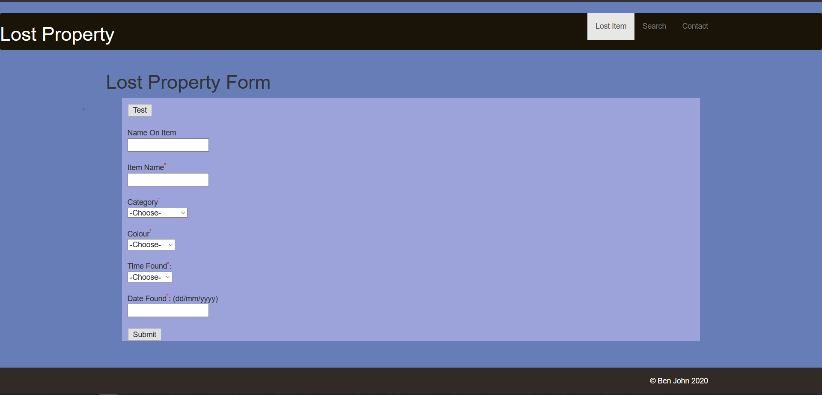 Lost Property
Lost Item Search Contact
Lost Property Form
Test
Name On Item
Item Name*
Category*
-Choose-
Colour*
-Choose-
Time Found*:
-Choose-
Date Found*: (dd/mm/yyyy)
Submit
© Ben John 2020